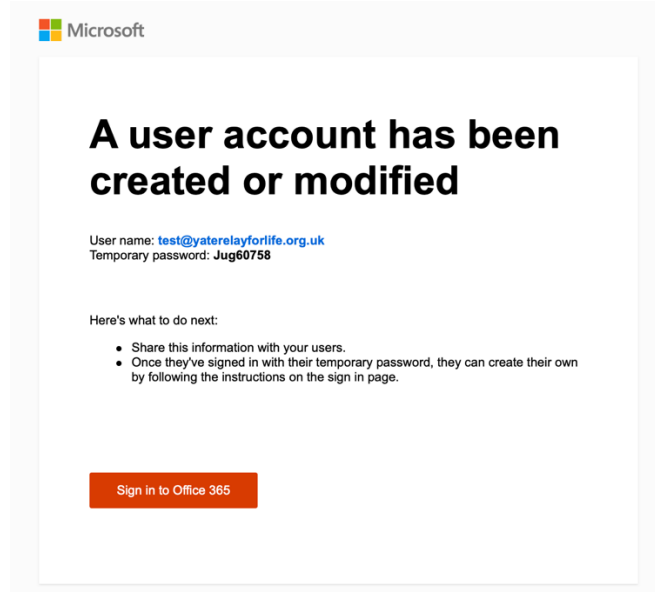 Microsoft
A user account has been
created or modified
User name: test@yaterelayforlife.org.uk
Temporary password: Jug60758
Here's what to do next:
• Share this information with your users.
• Once they've signed in with their temporary password, they can create their own
by following the instructions on the sign in page.
Sign in to Office 365